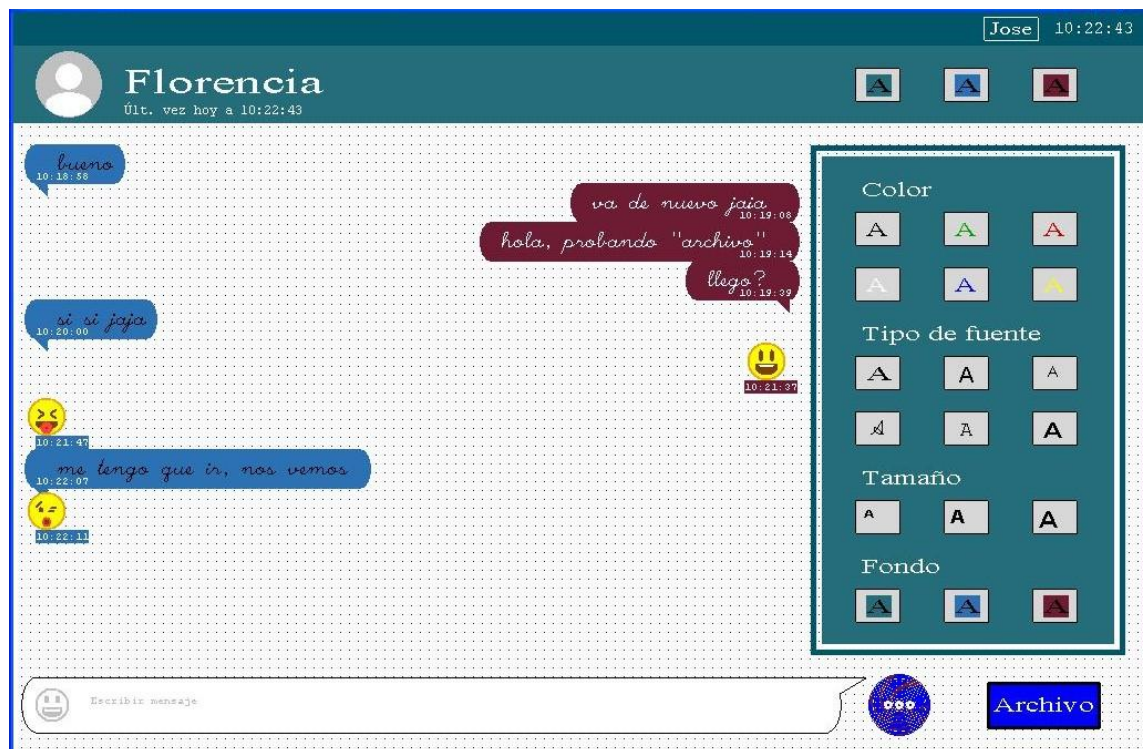 Jose 10:22:43
Florencia
Últ. vez hoy a 10:22:43
A A A
bueno
10:18:58
va de nuevo jaja
10:19:08
hola, probando "archivo"
10:19:14
llego?
10:19:39
si si jaja
10:20:00
10:21:37
10:21:47
me tengo que ir, nos vemos
10:22:07
10:22:11
Color
A A A
A A A
Tipo de fuente
A A A
A A A
Tamaño
A A A
Fondo
A A A
Escribir mensaje
Archivo